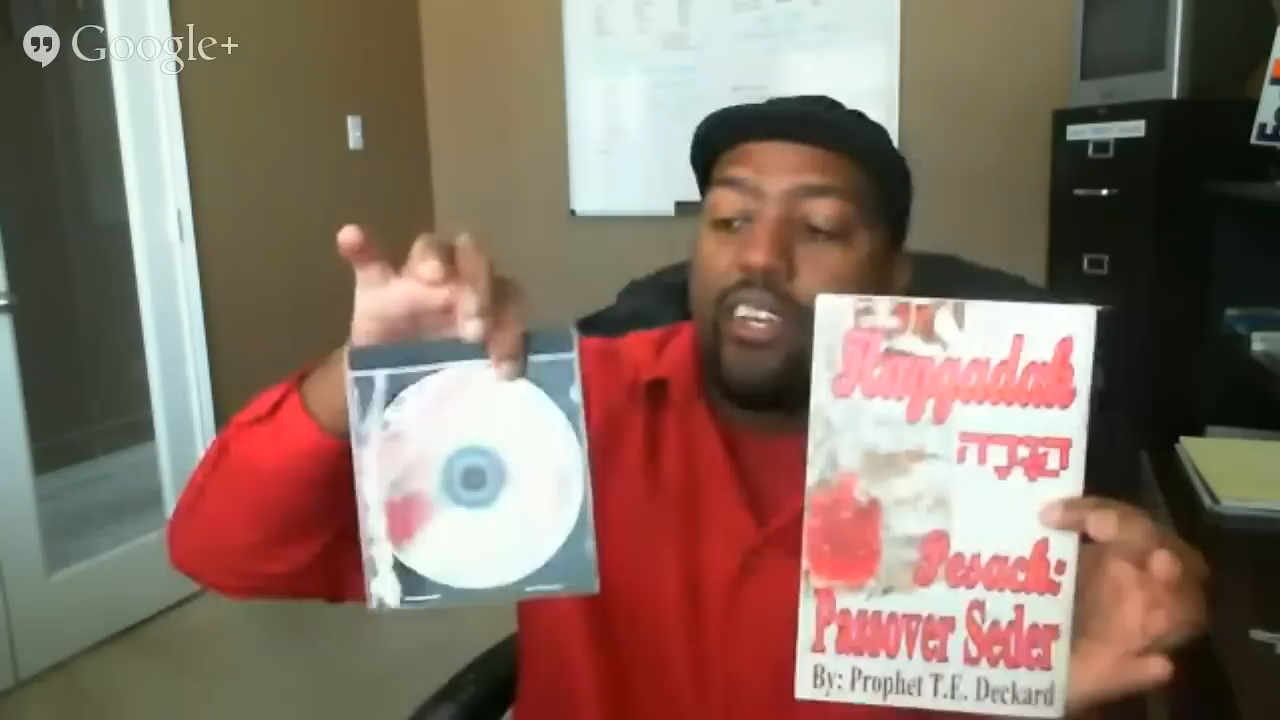 Google+
Haggadah
הגדה
Pesach:
Passover Seder
By: Prophet T.E. Deckard